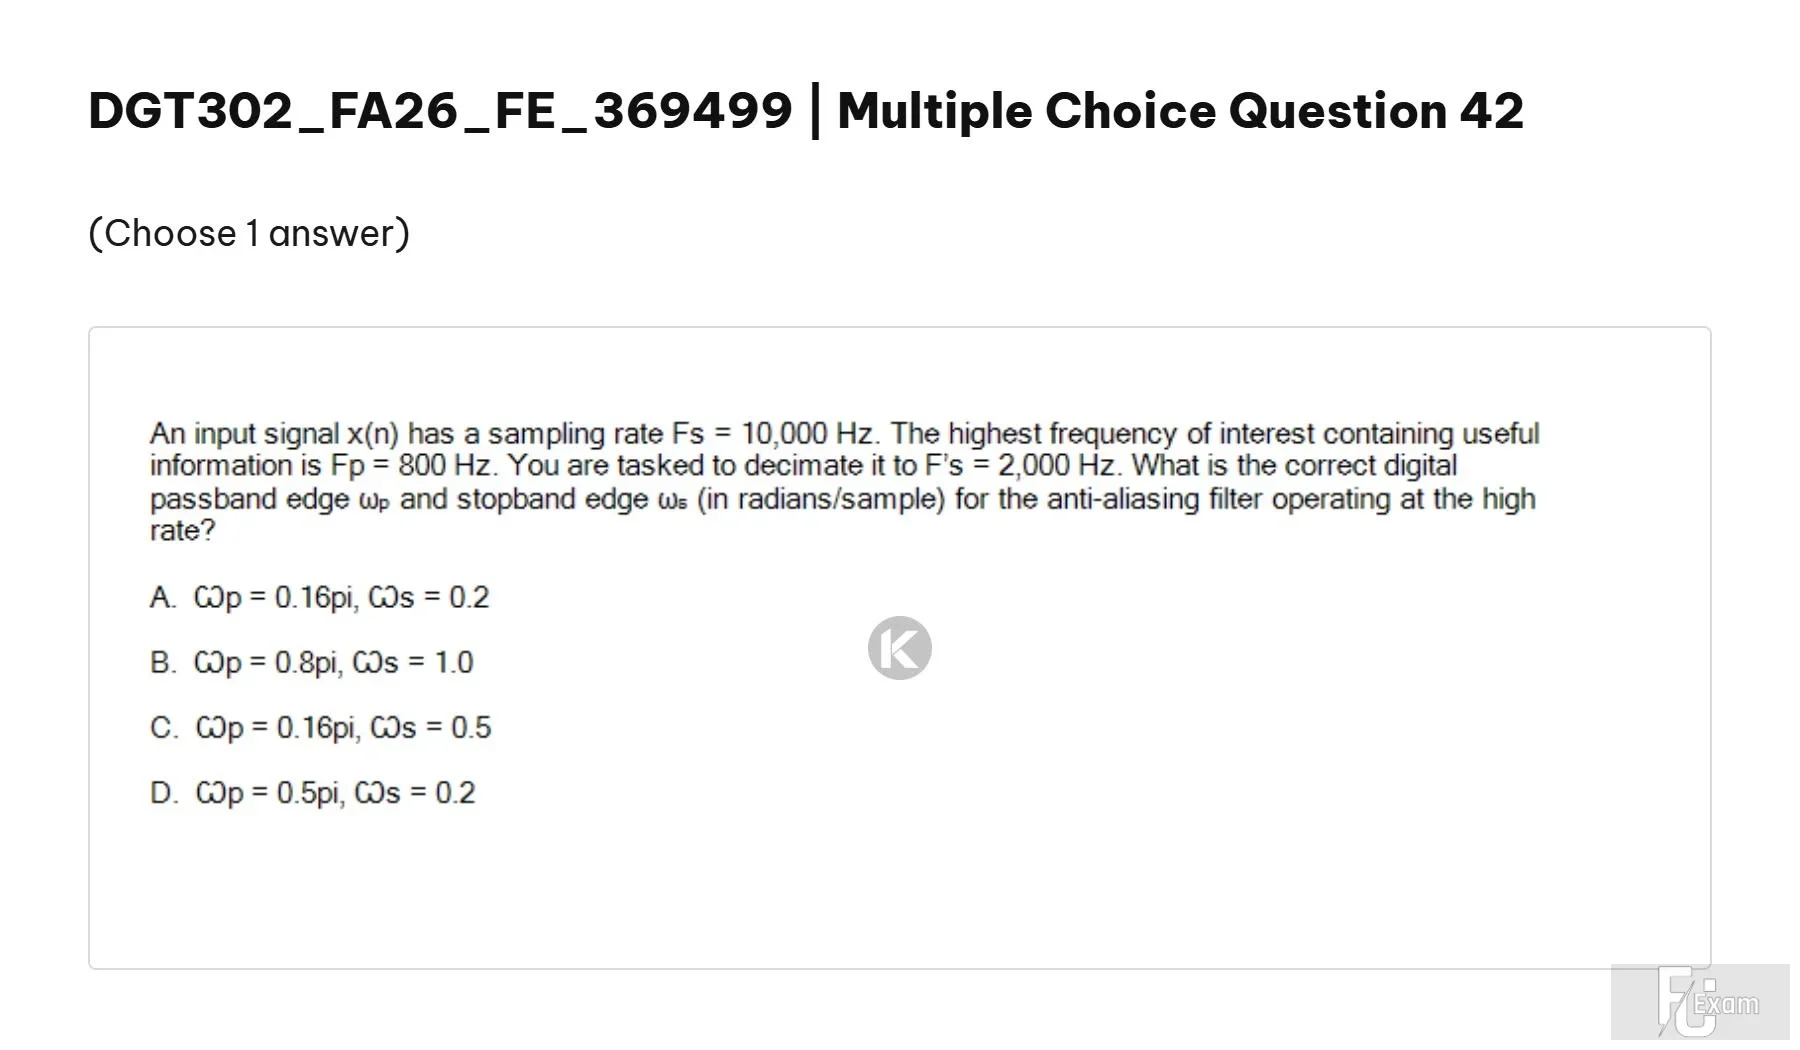 DGT302_FA26_FE_369499 | Multiple Choice Question 42
(Choose 1 answer)
An input signal x(n) has a sampling rate Fs = 10,000 Hz. The highest frequency of interest containing useful
information is Fp = 800 Hz. You are tasked to decimate it to F's = 2,000 Hz. What is the correct digital
passband edge ωp and stopband edge ωs (in radians/sample) for the anti-aliasing filter operating at the high
rate?
A. ωp = 0.16pi, ωs = 0.2
B. ωp = 0.8pi, ωs = 1.0
C. ωp = 0.16pi, ωs = 0.5
D. ωp = 0.5pi, ωs = 0.2
K
FU Exam